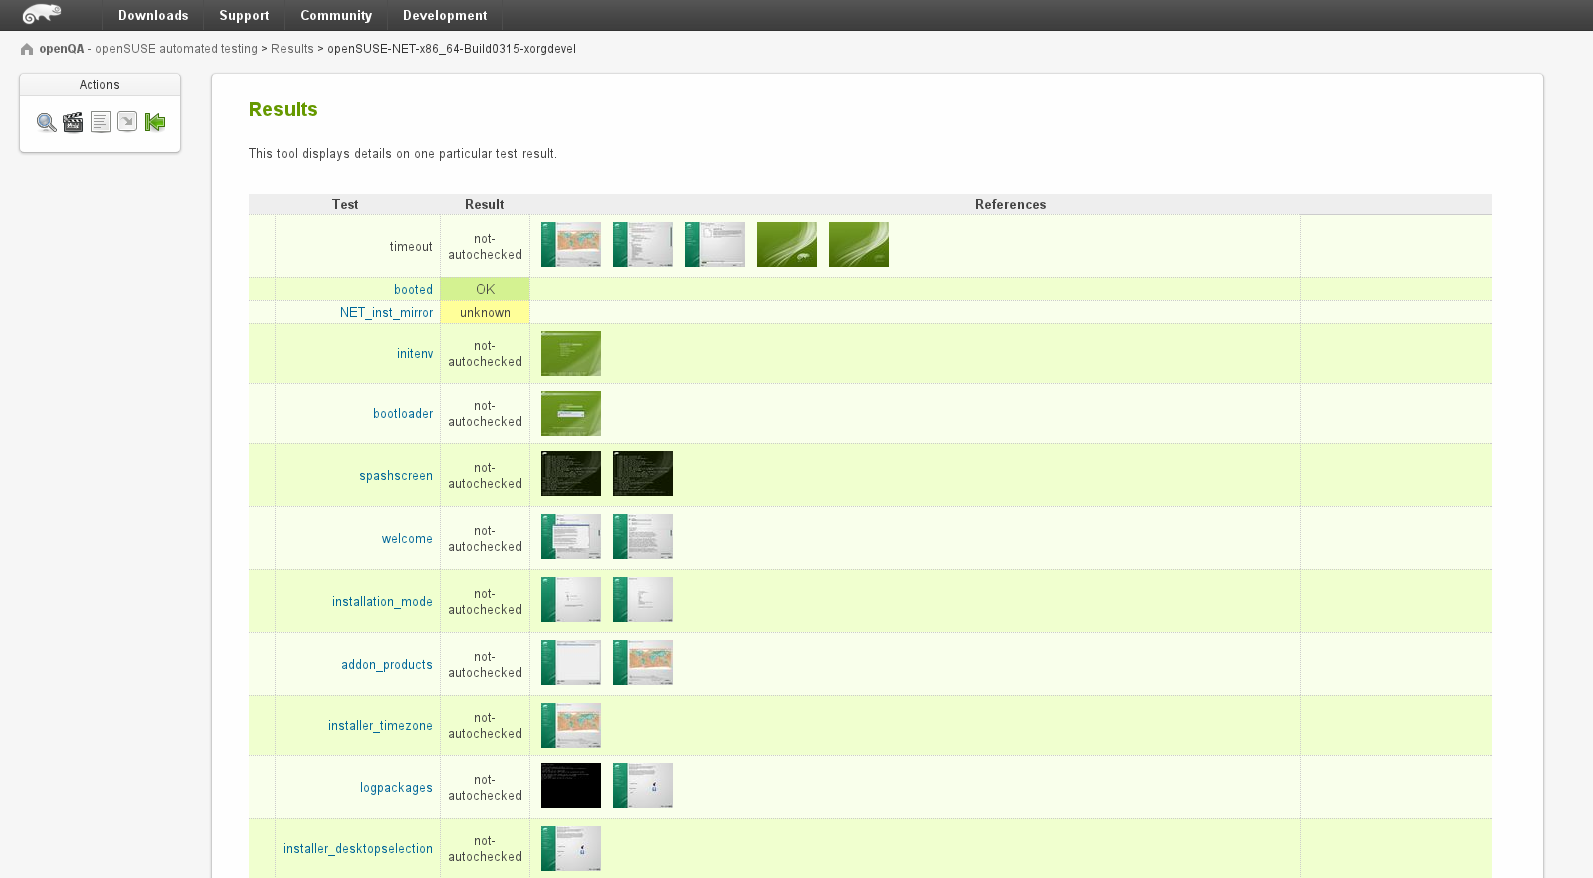 Downloads Support Community Development
openQA - openSUSE automated testing > Results > openSUSE-NET-x86_64-Build0315-xorgdevel
Actions
Results
This tool displays details on one particular test result.
Test Result References
timeout not-autochecked
booted OK
NET_inst_mirror unknown
initenv not-autochecked
bootloader not-autochecked
spashscreen not-autochecked
welcome not-autochecked
installation_mode not-autochecked
addon_products not-autochecked
installer_timezone not-autochecked
logpackages not-autochecked
installer_desktopselection not-autochecked